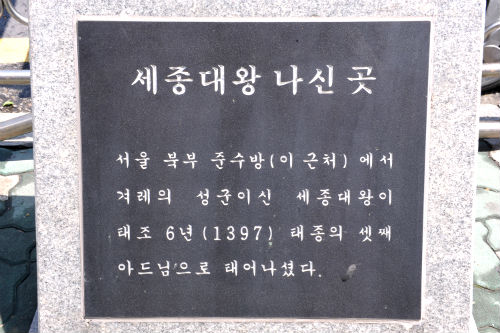 세종대왕 나신 곳
서울 북부 준수방(이 근처)에서
겨레의 성군이신 세종대왕이
태조 6년(1397) 태종의 셋째
아드님으로 태어나셨다.